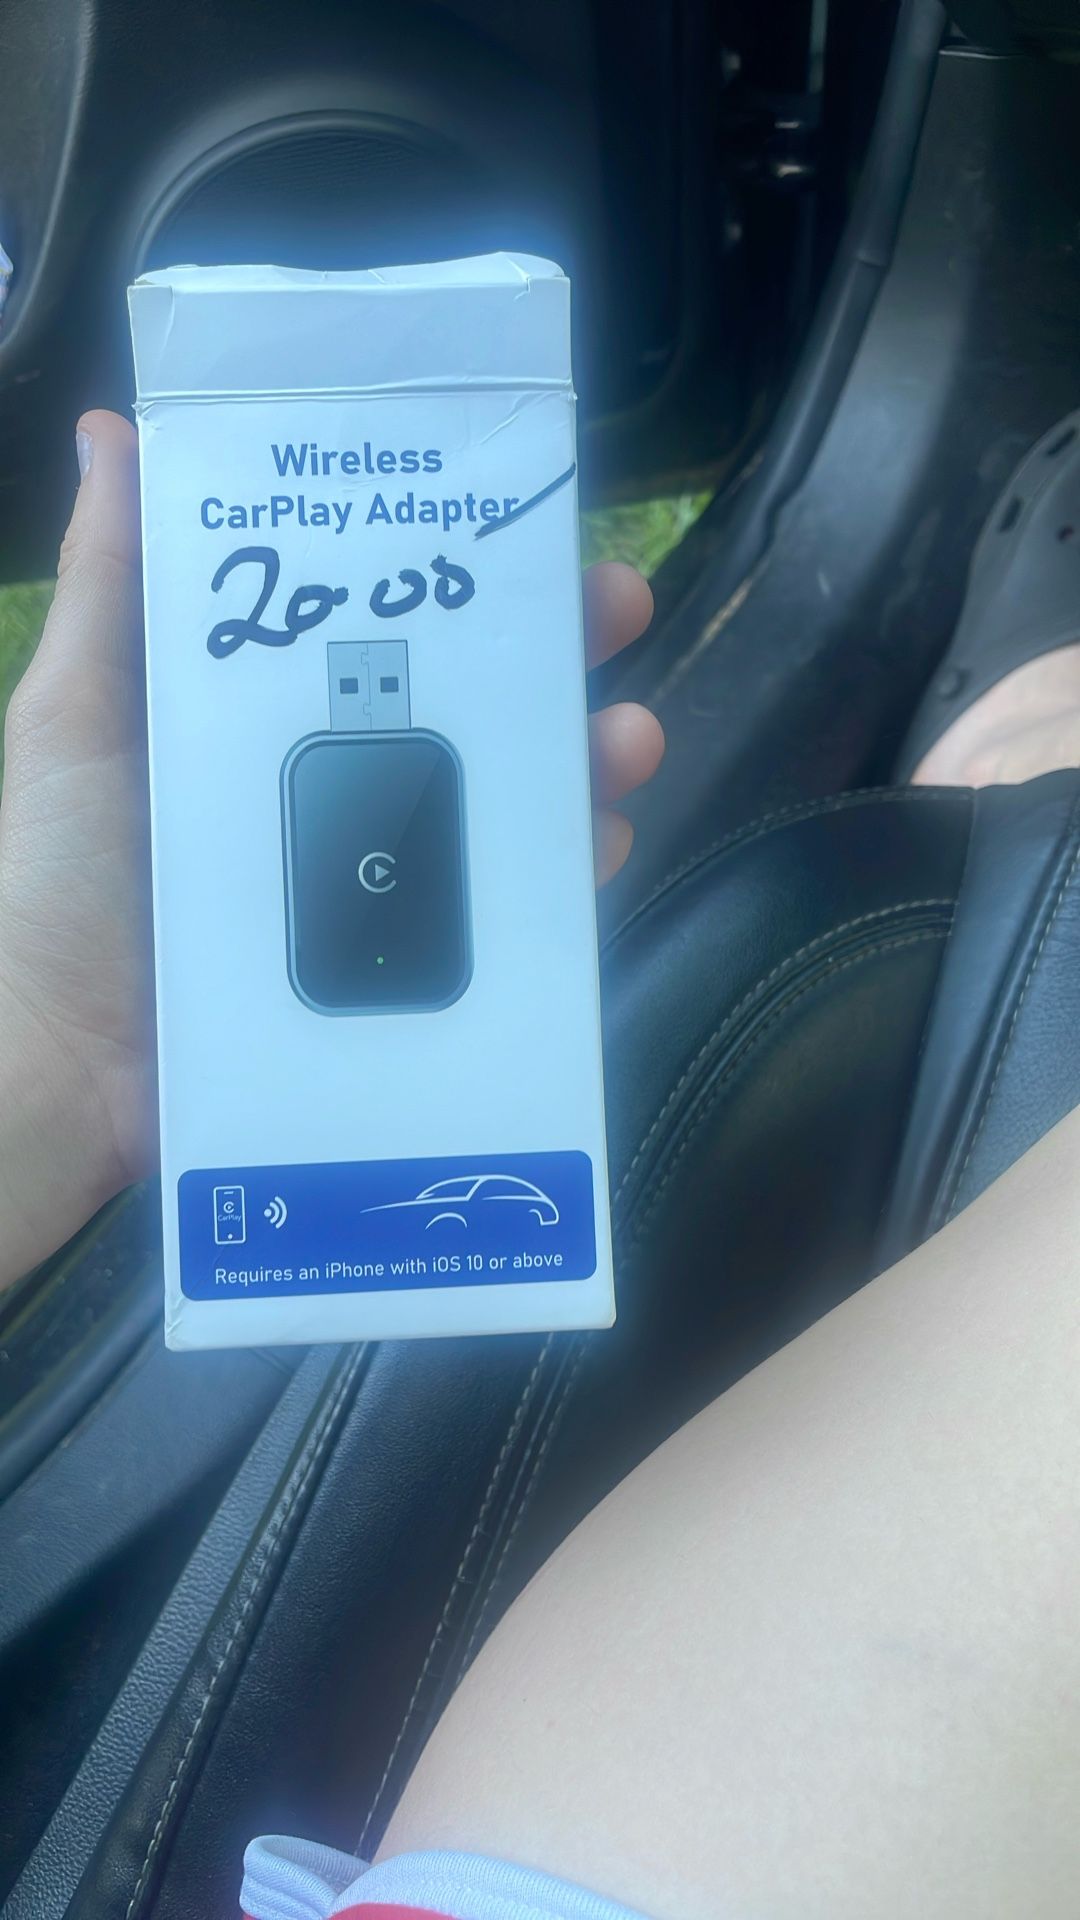 Wireless
CarPlay Adapter
20.00
CarPlay
Requires an iPhone with iOS 10 or above